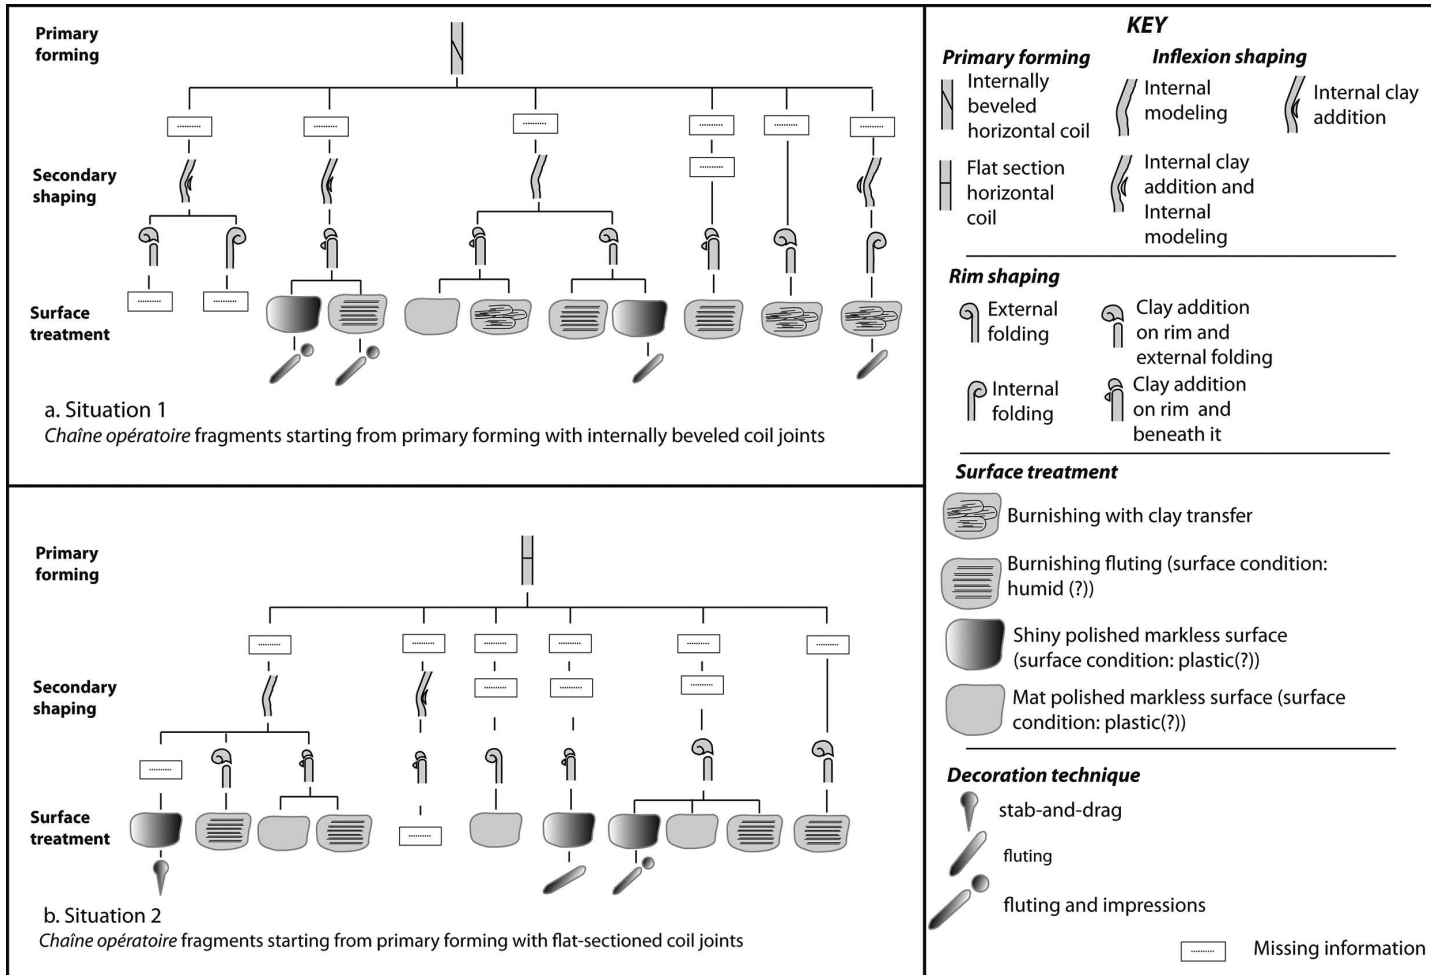 Primary
forming
Secondary
shaping
Surface
treatment
a. Situation 1
Chaîne opératoire fragments starting from primary forming with internally beveled coil joints
Primary
forming
Secondary
shaping
Surface
treatment
b. Situation 2
Chaîne opératoire fragments starting from primary forming with flat-sectioned coil joints
KEY
Primary forming
Internally
beveled
horizontal coil
Flat section
horizontal
coil
Inflexion shaping
Internal
modeling
Internal clay
addition
Internal clay
addition and
Internal
modeling
Rim shaping
External
folding
Clay addition
on rim and
external folding
Internal
folding
Clay addition
on rim and
beneath it
Surface treatment
Burnishing with clay transfer
Burnishing fluting (surface condition:
humid (?))
Shiny polished markless surface
(surface condition: plastic(?))
Mat polished markless surface (surface
condition: plastic(?))
Decoration technique
stab-and-drag
fluting
fluting and impressions
Missing information